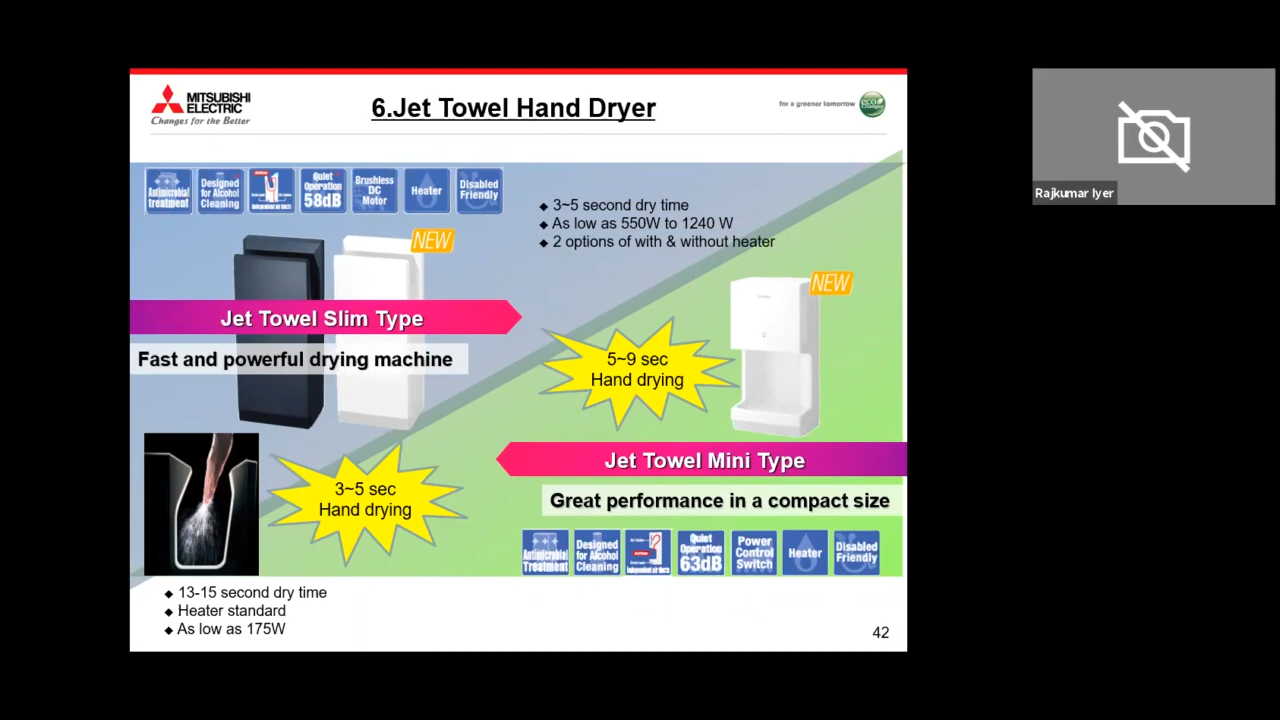 MITSUBISHI
ELECTRIC
Changes for the Better
6.Jet Towel Hand Dryer
for a greener tomorrow
eco
Changes
Antimicrobial
treatment
Designed
for Alcohol
Cleaning
Quiet
Operation
58dB
Brushless
DC
Motor
Heater
Disabled
Friendly
◆ 3~5 second dry time
◆ As low as 550W to 1240 W
◆ 2 options of with & without heater
NEW
NEW
Jet Towel Slim Type
Fast and powerful drying machine
5~9 sec
Hand drying
3~5 sec
Hand drying
Jet Towel Mini Type
Great performance in a compact size
Antimicrobial
Treatment
Designed
for Alcohol
Cleaning
Independent air ducts
Quiet
Operation
63dB
Power
Control
Switch
Heater
Disabled
Friendly
◆ 13-15 second dry time
◆ Heater standard
◆ As low as 175W
42
Rajkumar Iyer